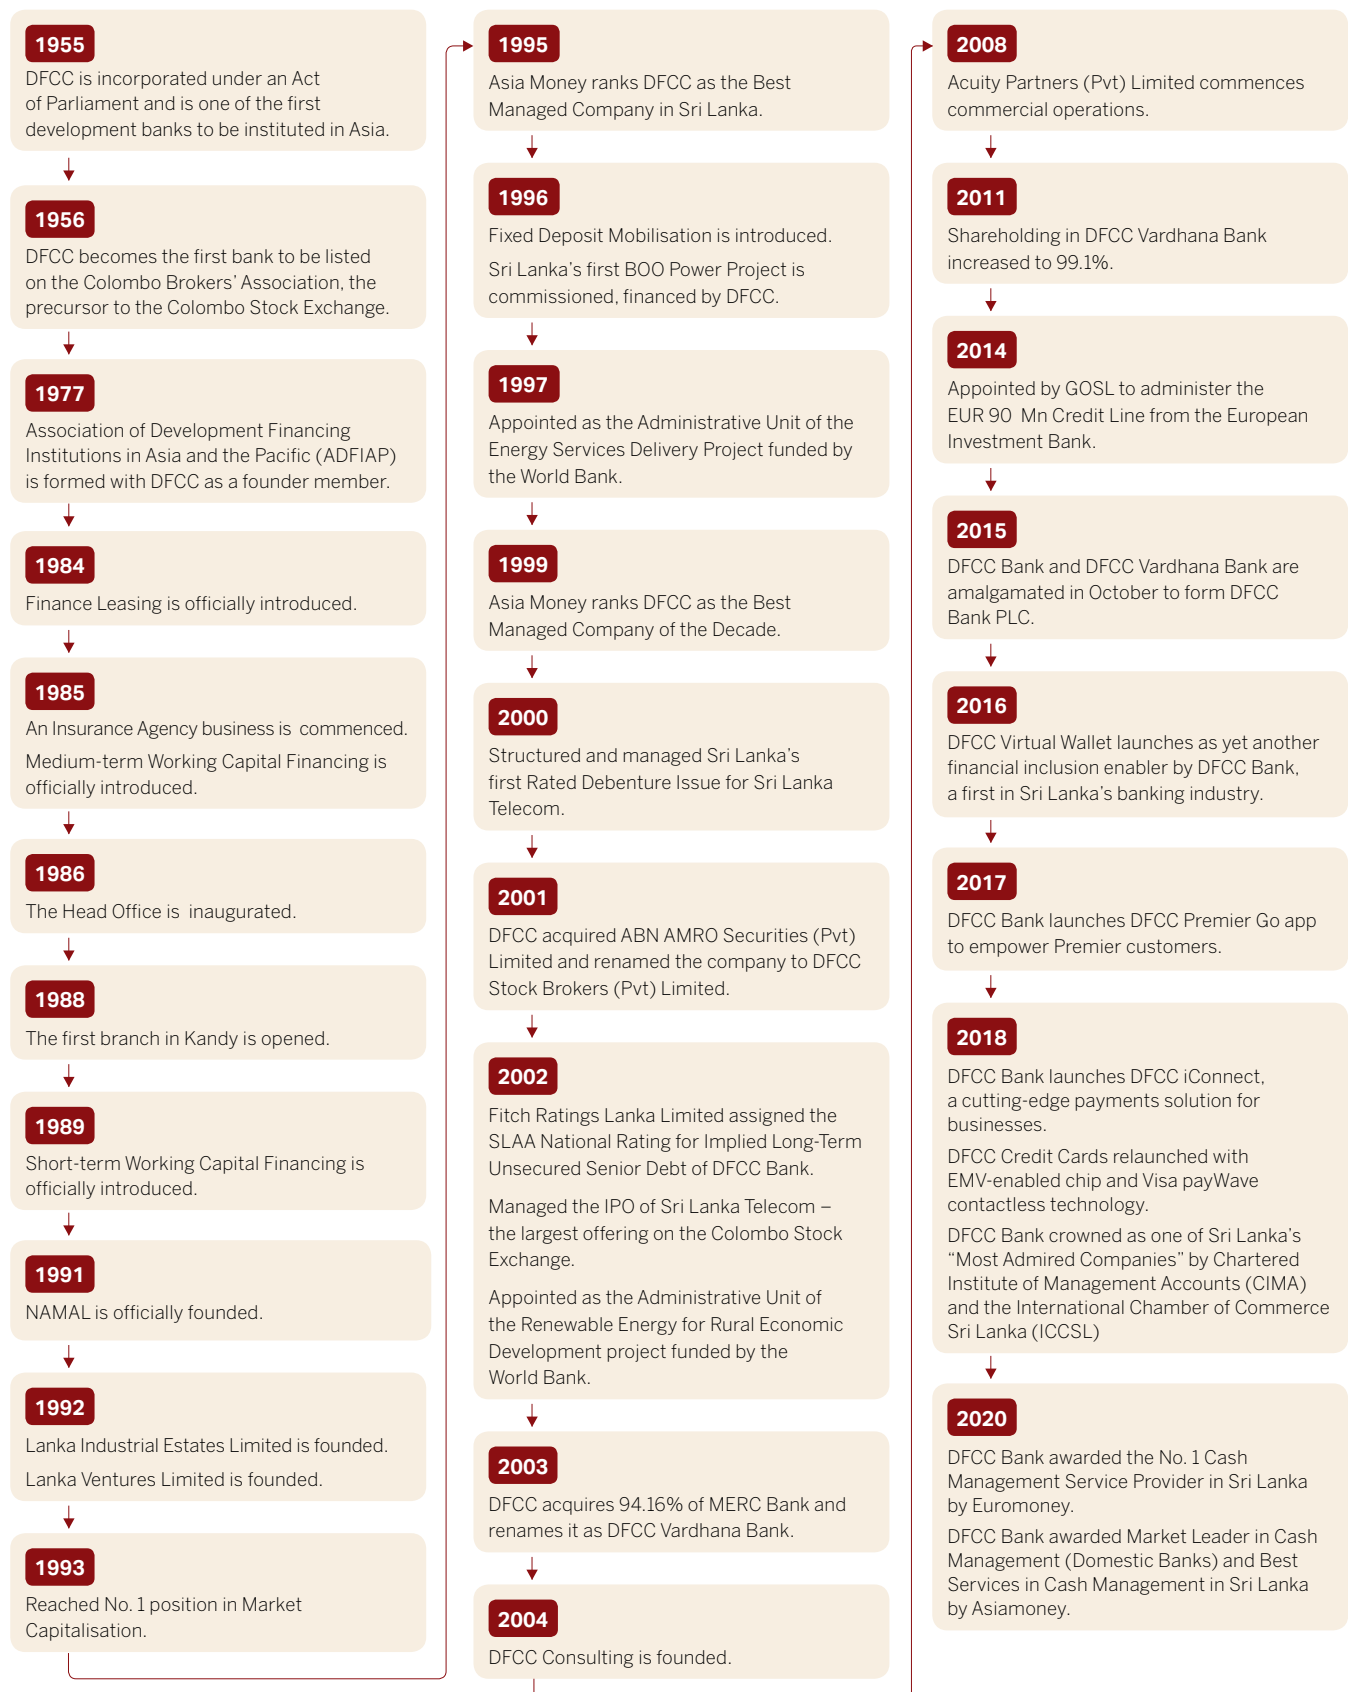 1955
DFCC is incorporated under an Act
of Parliament and is one of the first
development banks to be instituted in Asia.
1956
DFCC becomes the first bank to be listed
on the Colombo Brokers’ Association, the
precursor to the Colombo Stock Exchange.
1977
Association of Development Financing
Institutions in Asia and the Pacific (ADFIAP)
is formed with DFCC as a founder member.
1984
Finance Leasing is officially introduced.
1985
An Insurance Agency business is commenced.
Medium-term Working Capital Financing is
officially introduced.
1986
The Head Office is inaugurated.
1988
The first branch in Kandy is opened.
1989
Short-term Working Capital Financing is
officially introduced.
1991
NAMAL is officially founded.
1992
Lanka Industrial Estates Limited is founded.
Lanka Ventures Limited is founded.
1993
Reached No. 1 position in Market
Capitalisation.
1995
Asia Money ranks DFCC as the Best
Managed Company in Sri Lanka.
1996
Fixed Deposit Mobilisation is introduced.
Sri Lanka’s first BOO Power Project is
commissioned, financed by DFCC.
1997
Appointed as the Administrative Unit of the
Energy Services Delivery Project funded by
the World Bank.
1999
Asia Money ranks DFCC as the Best
Managed Company of the Decade.
2000
Structured and managed Sri Lanka’s
first Rated Debenture Issue for Sri Lanka
Telecom.
2001
DFCC acquired ABN AMRO Securities (Pvt)
Limited and renamed the company to DFCC
Stock Brokers (Pvt) Limited.
2002
Fitch Ratings Lanka Limited assigned the
SLAA National Rating for Implied Long-Term
Unsecured Senior Debt of DFCC Bank.
Managed the IPO of Sri Lanka Telecom –
the largest offering on the Colombo Stock
Exchange.
Appointed as the Administrative Unit of
the Renewable Energy for Rural Economic
Development project funded by the
World Bank.
2003
DFCC acquires 94.16% of MERC Bank and
renames it as DFCC Vardhana Bank.
2004
DFCC Consulting is founded.
2008
Acuity Partners (Pvt) Limited commences
commercial operations.
2011
Shareholding in DFCC Vardhana Bank
increased to 99.1%.
2014
Appointed by GOSL to administer the
EUR 90 Mn Credit Line from the European
Investment Bank.
2015
DFCC Bank and DFCC Vardhana Bank are
amalgamated in October to form DFCC
Bank PLC.
2016
DFCC Virtual Wallet launches as yet another
financial inclusion enabler by DFCC Bank,
a first in Sri Lanka’s banking industry.
2017
DFCC Bank launches DFCC Premier Go app
to empower Premier customers.
2018
DFCC Bank launches DFCC iConnect,
a cutting-edge payments solution for
businesses.
DFCC Credit Cards relaunched with
EMV-enabled chip and Visa payWave
contactless technology.
DFCC Bank crowned as one of Sri Lanka’s
“Most Admired Companies” by Chartered
Institute of Management Accounts (CIMA)
and the International Chamber of Commerce
Sri Lanka (ICCSL)
2020
DFCC Bank awarded the No. 1 Cash
Management Service Provider in Sri Lanka
by Euromoney.
DFCC Bank awarded Market Leader in Cash
Management (Domestic Banks) and Best
Services in Cash Management in Sri Lanka
by Asiamoney.